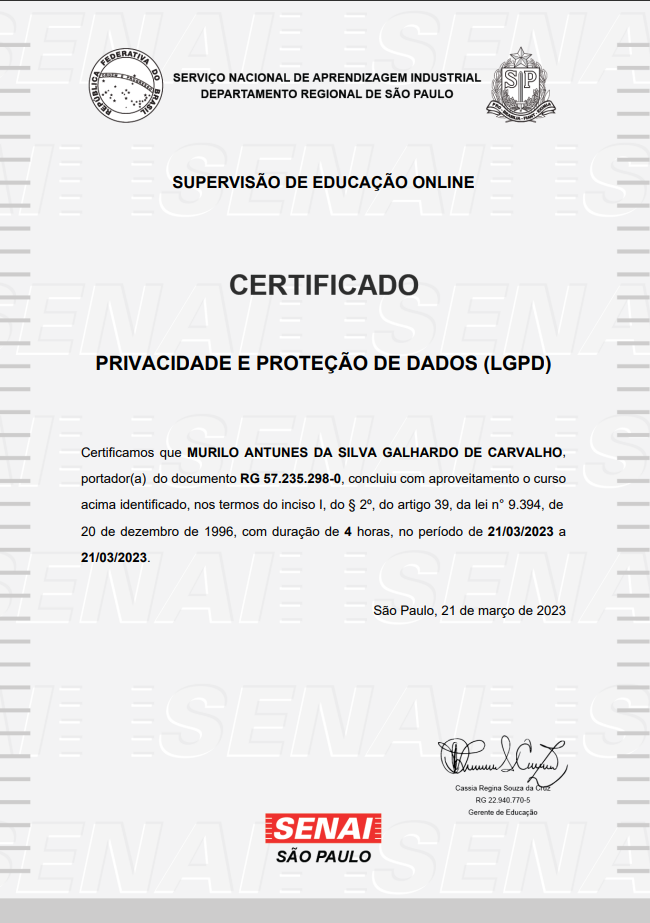 REPÚBLICA FEDERATIVA DO BRASIL
SERVIÇO NACIONAL DE APRENDIZAGEM INDUSTRIAL
DEPARTAMENTO REGIONAL DE SÃO PAULO
SP
SUPERVISÃO DE EDUCAÇÃO ONLINE
CERTIFICADO
PRIVACIDADE E PROTEÇÃO DE DADOS (LGPD)
Certificamos que MURILO ANTUNES DA SILVA GALHARDO DE CARVALHO,
portador(a) do documento RG 57.235.298-0, concluiu com aproveitamento o curso
acima identificado, nos termos do inciso I, do § 2º, do artigo 39, da lei n° 9.394, de
20 de dezembro de 1996, com duração de 4 horas, no período de 21/03/2023 a
21/03/2023.
São Paulo, 21 de março de 2023
Cassia Regina Souza da Cruz
RG 22.940.770-5
Gerente de Educação
SENAI
SÃO PAULO